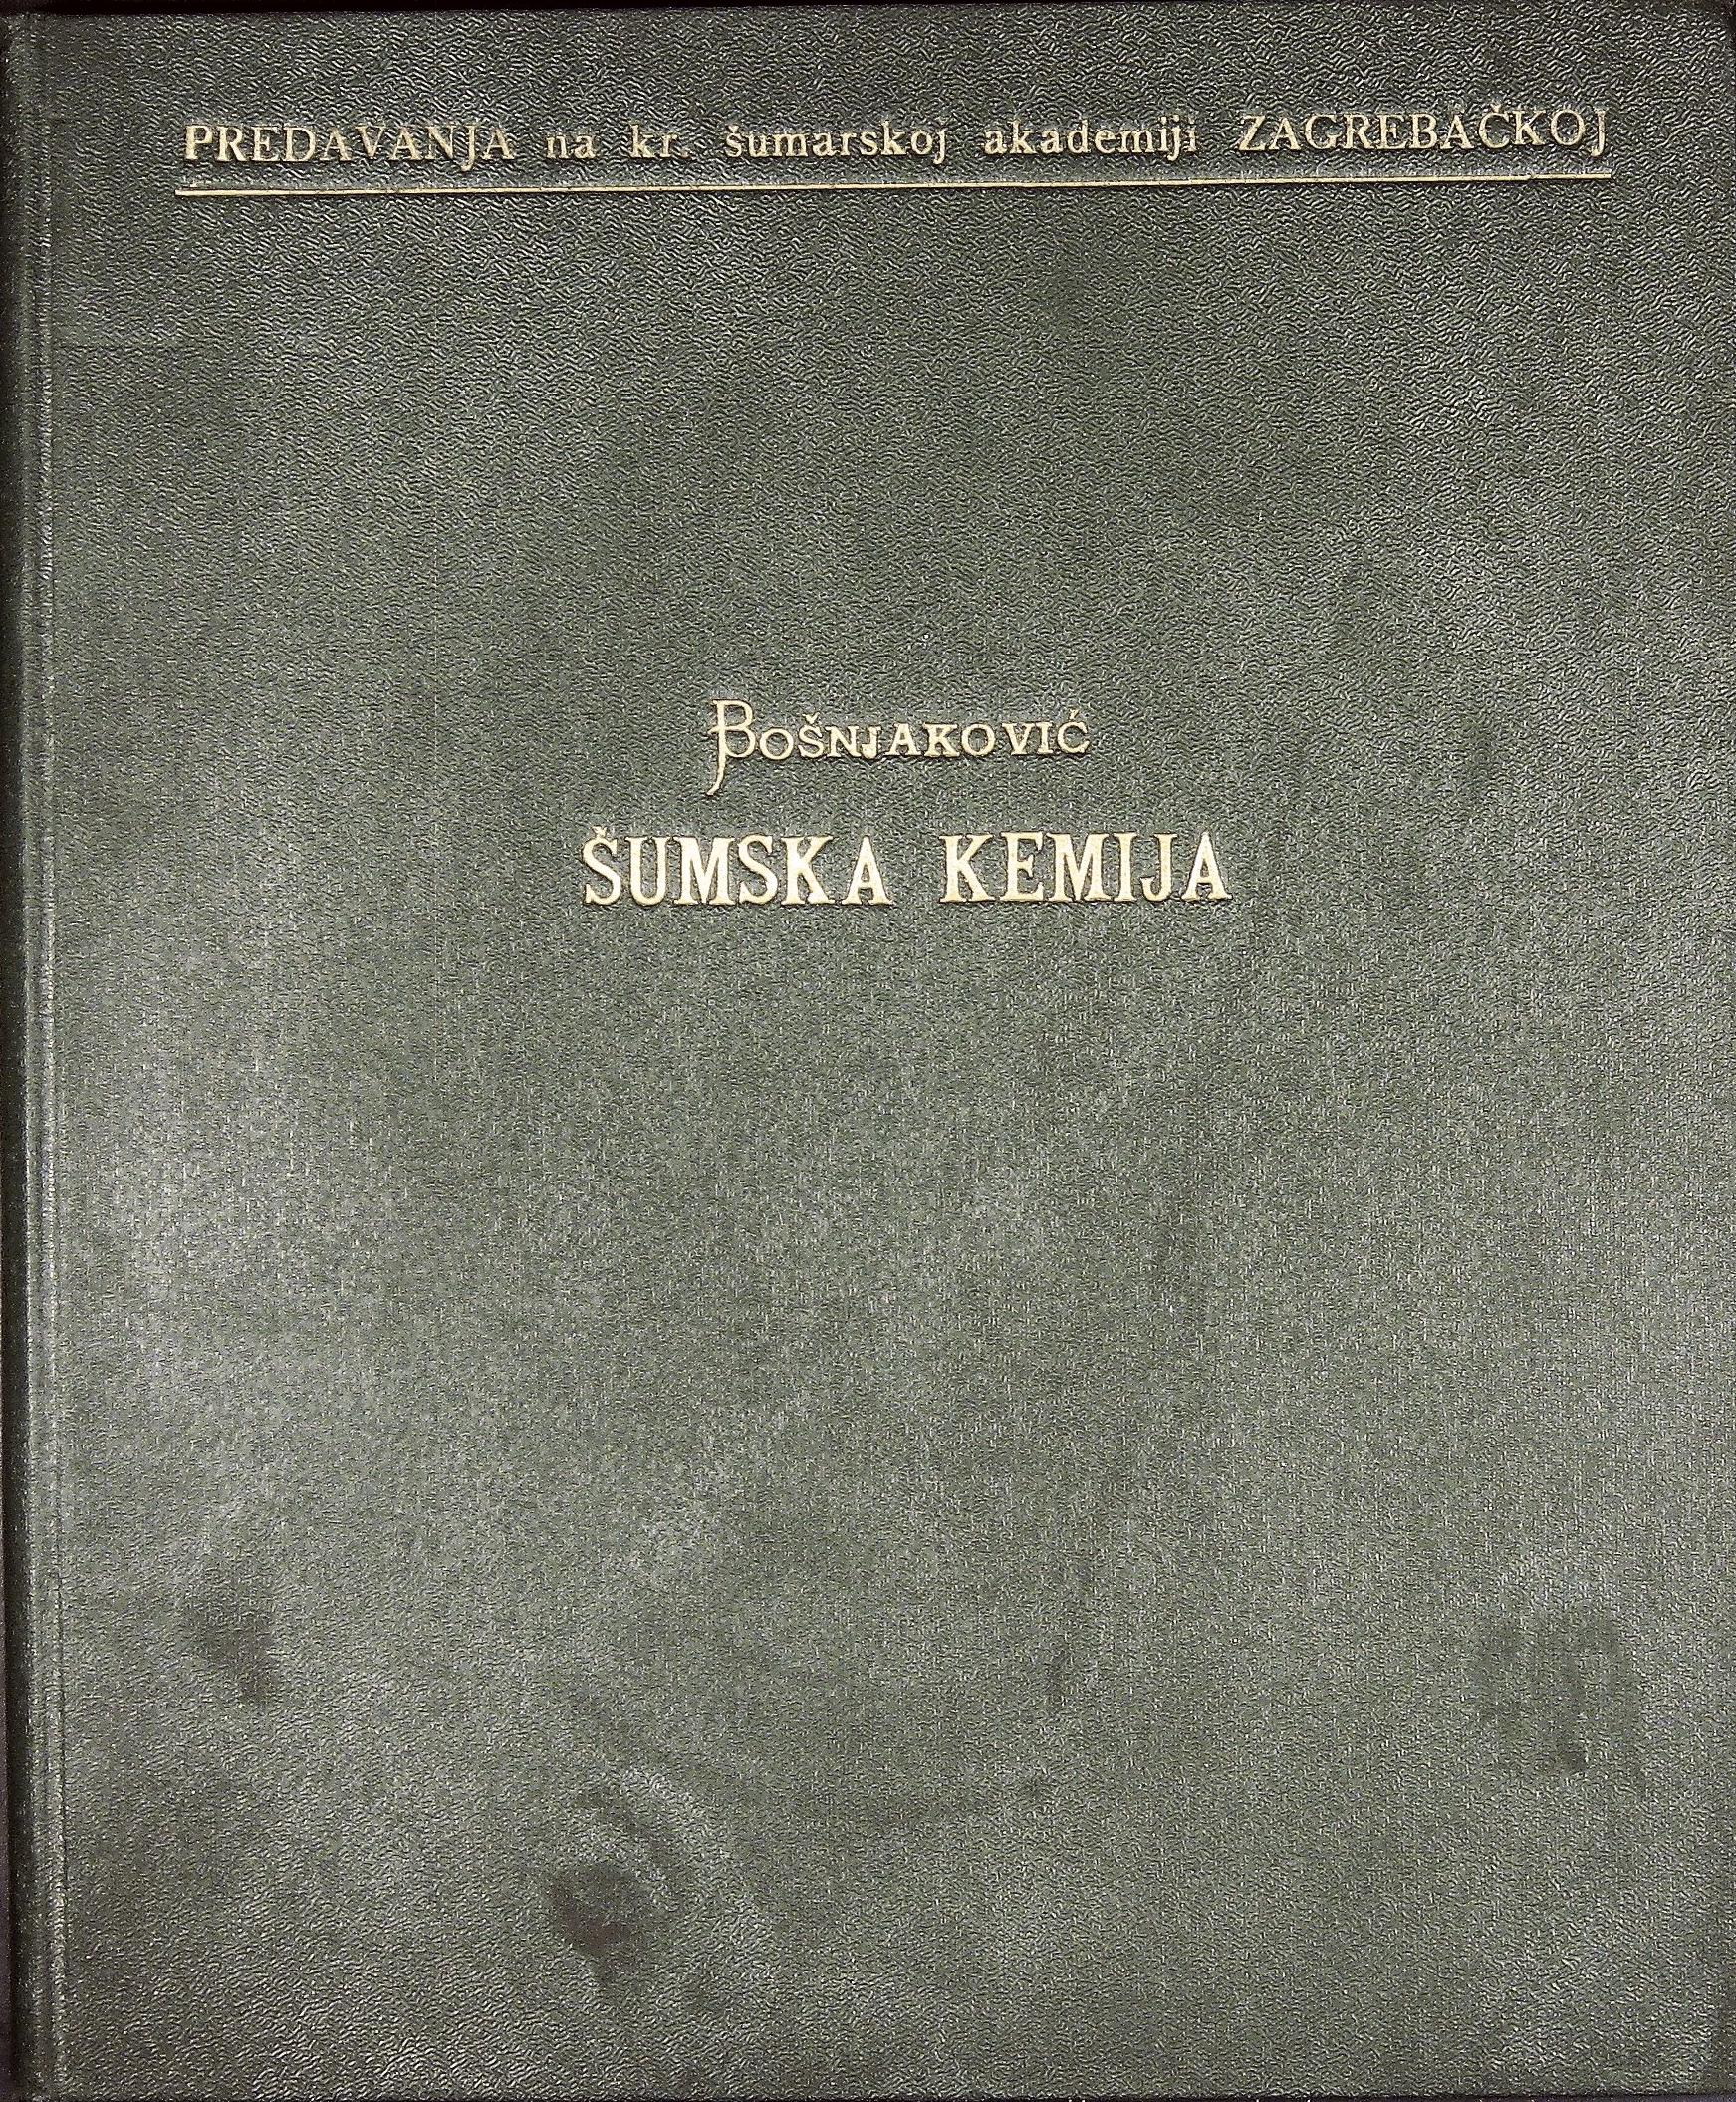 PREDAVANJA na kr. šumarskoj akademiji ZAGREBAČKOJ
BOŠNJAKOVIĆ
ŠUMSKA KEMIJA